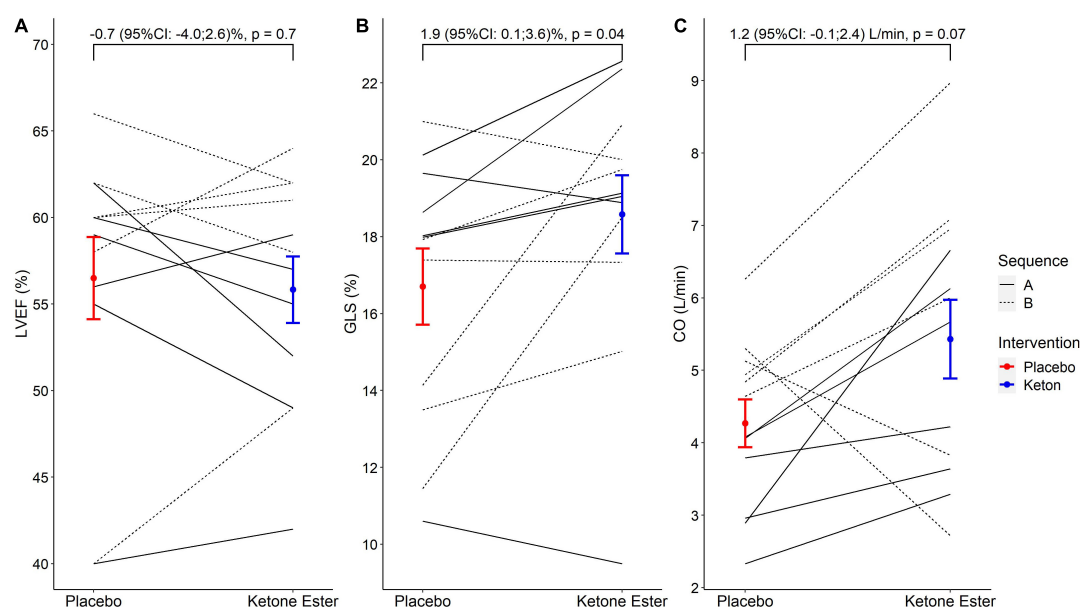 A
-0.7 (95%CI: -4.0;2.6)%, p = 0.7
70
65
60
55
50
45
40
LVEF (%)
Placebo
Ketone Ester
B
1.9 (95%CI: 0.1;3.6)%, p = 0.04
22
20
18
16
14
12
10
GLS (%)
Placebo
Ketone Ester
C
1.2 (95%CI: -0.1;2.4) L/min, p = 0.07
9
8
7
6
5
4
3
2
CO (L/min)
Placebo
Ketone Ester
Sequence
A
B
Intervention
Placebo
Keton